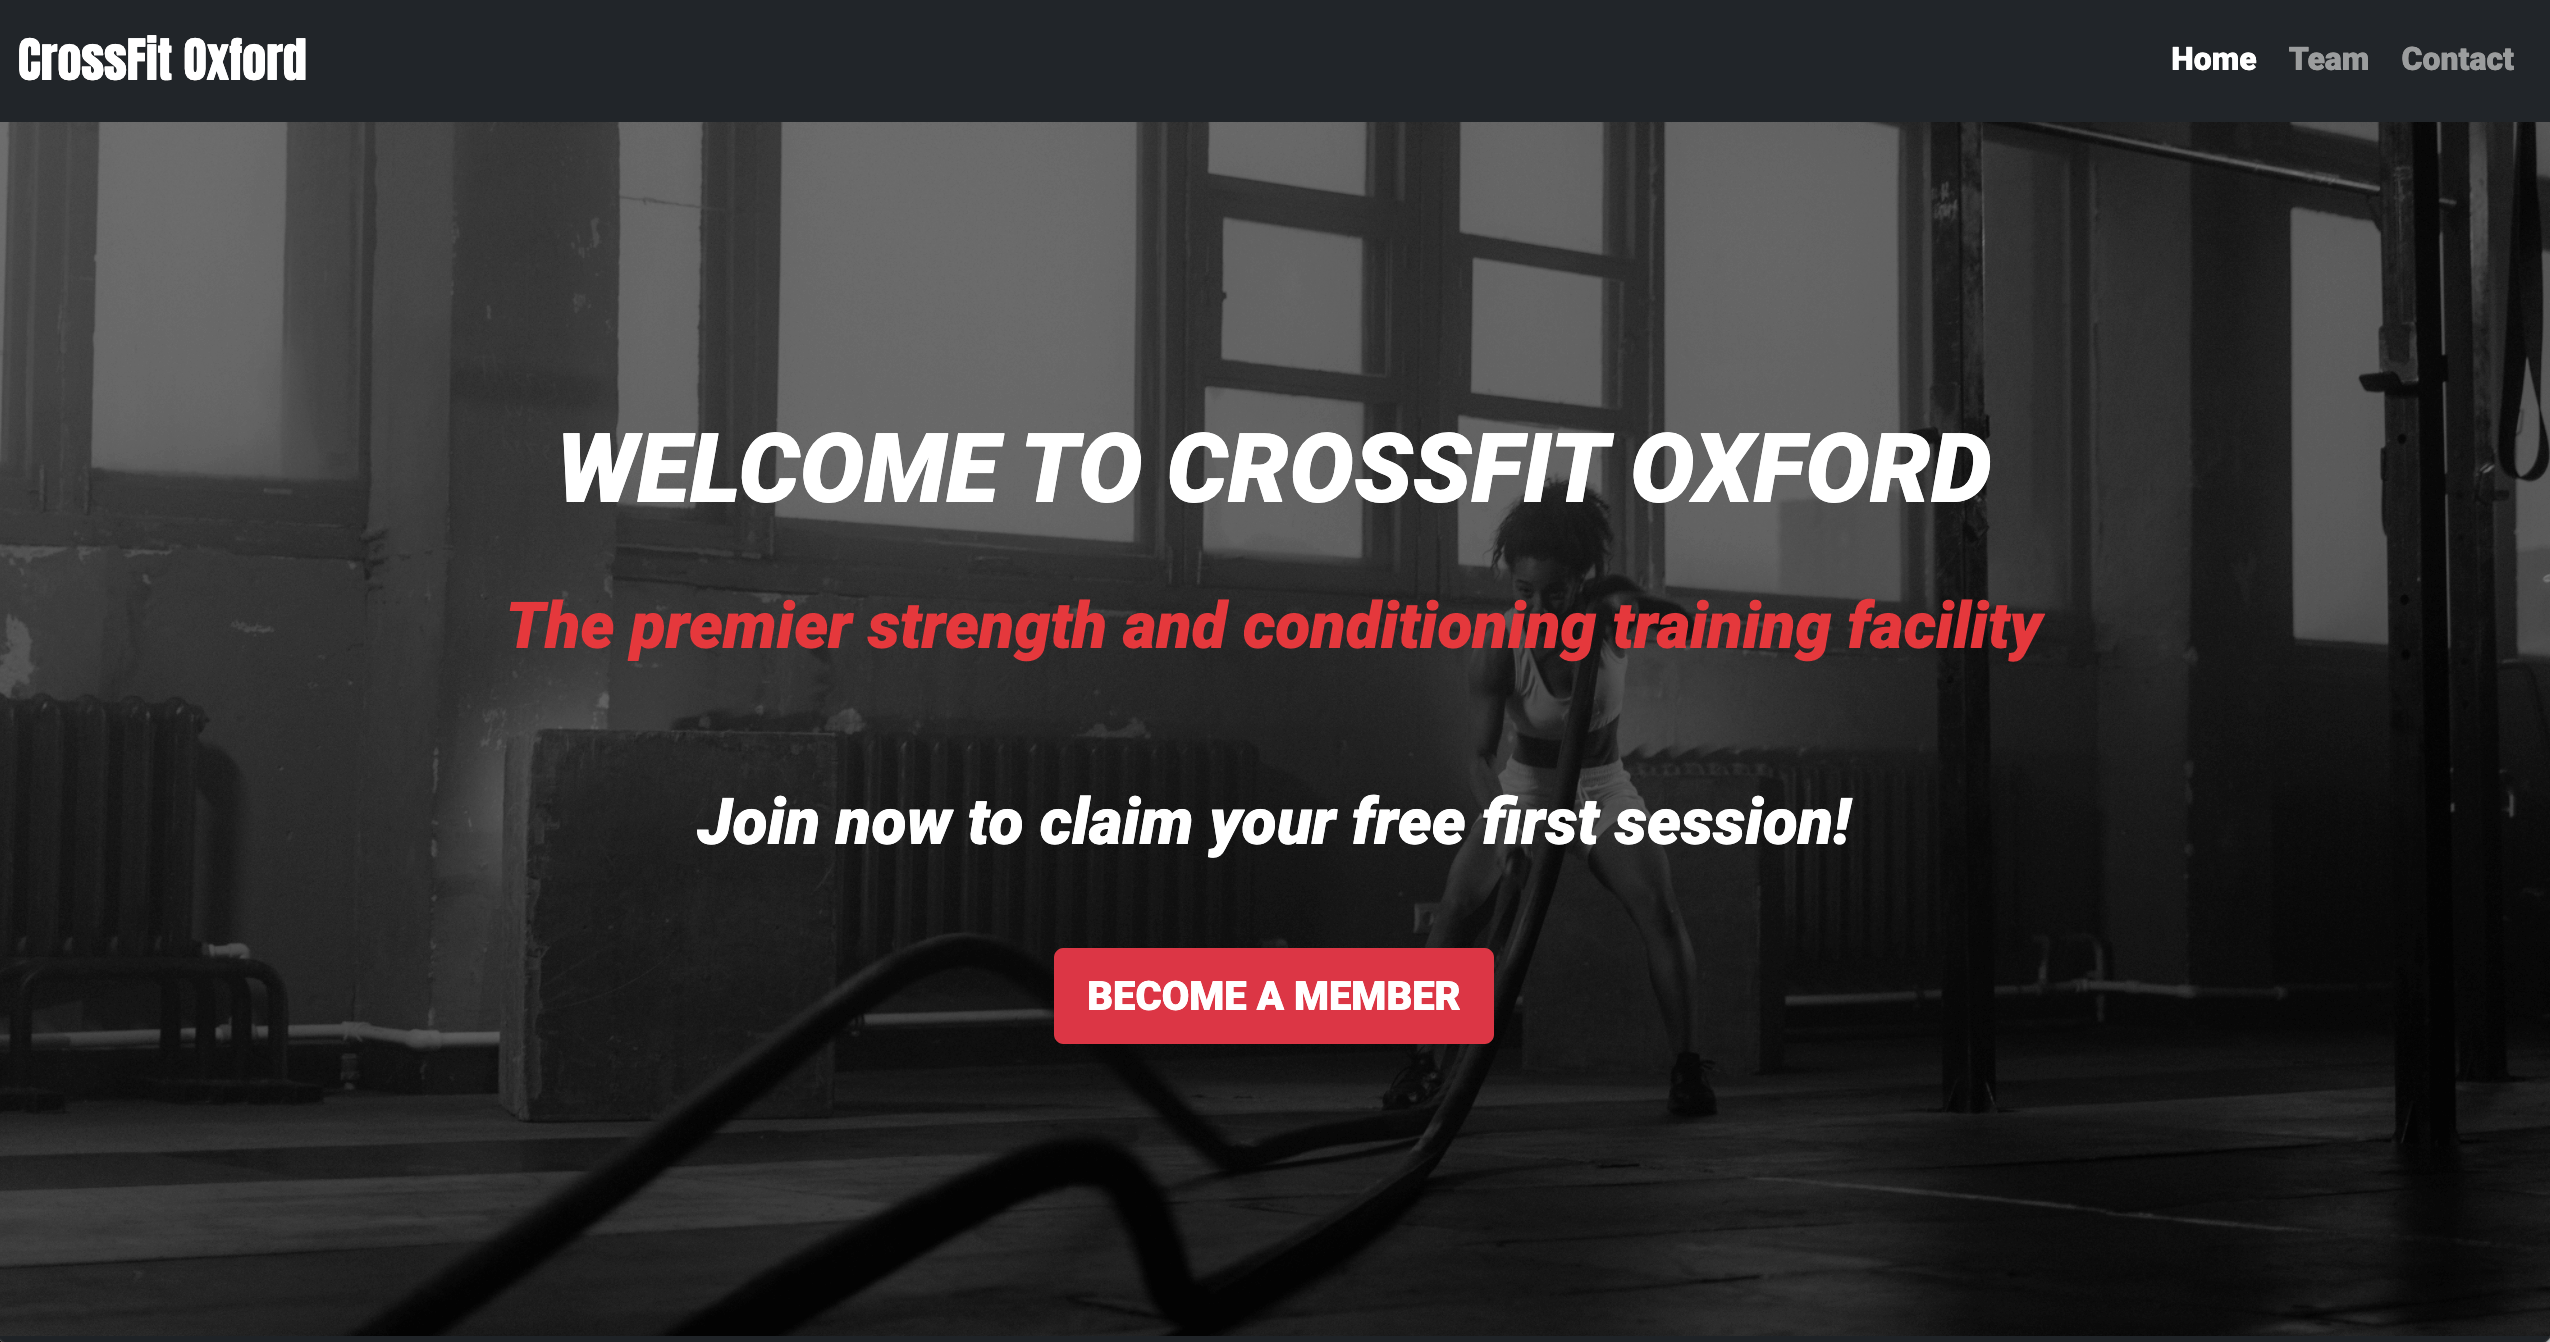 CrossFit Oxford
Home Team Contact
WELCOME TO CROSSFIT OXFORD
The premier strength and conditioning training facility
Join now to claim your free first session!
BECOME A MEMBER